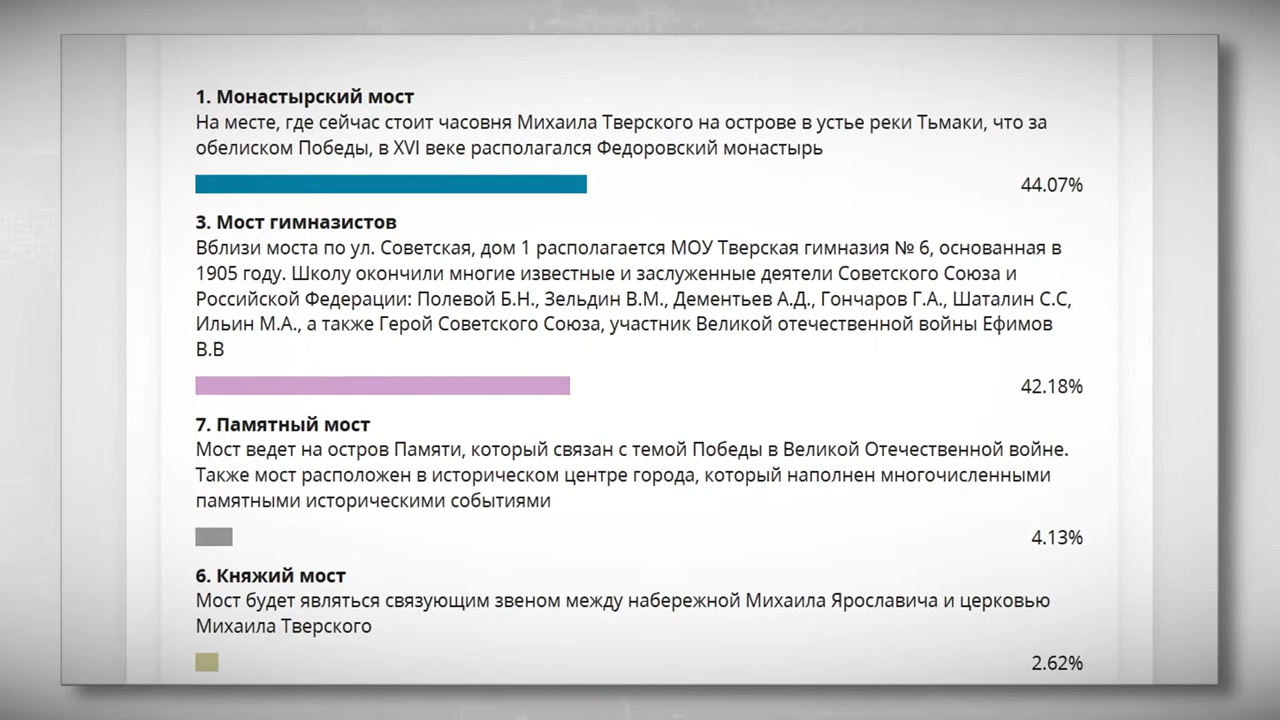 1. Монастырский мост
На месте, где сейчас стоит часовня Михаила Тверского на острове в устье реки Тьмаки, что за
обелиском Победы, в XVI веке располагался Федоровский монастырь
44.07%
3. Мост гимназистов
Вблизи моста по ул. Советская, дом 1 располагается МОУ Тверская гимназия № 6, основанная в
1905 году. Школу окончили многие известные и заслуженные деятели Советского Союза и
Российской Федерации: Полевой Б.Н., Зельдин В.М., Дементьев А.Д., Гончаров Г.А., Шаталин С.С,
Ильин М.А., а также Герой Советского Союза, участник Великой отечественной войны Ефимов
В.В
42.18%
7. Памятный мост
Мост ведет на остров Памяти, который связан с темой Победы в Великой Отечественной войне.
Также мост расположен в историческом центре города, который наполнен многочисленными
памятными историческими событиями
4.13%
6. Княжий мост
Мост будет являться связующим звеном между набережной Михаила Ярославича и церковью
Михаила Тверского
2.62%